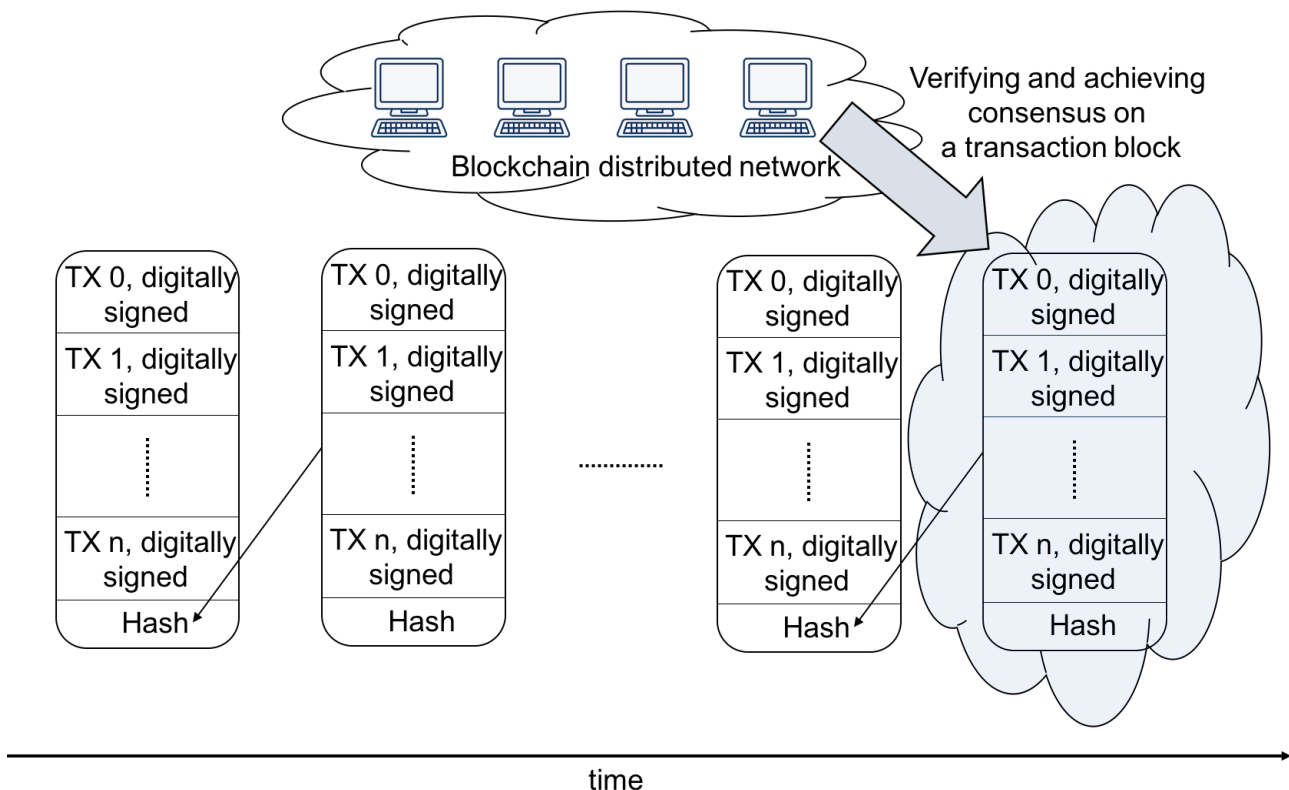 Verifying and achieving
consensus on
a transaction block
Blockchain distributed network
TX 0, digitally
signed
TX 1, digitally
signed
TX n, digitally
signed
Hash
TX 0, digitally
signed
TX 1, digitally
signed
TX n, digitally
signed
Hash
TX 0, digitally
signed
TX 1, digitally
signed
TX n, digitally
signed
Hash
TX 0, digitally
signed
TX 1, digitally
signed
TX n, digitally
signed
Hash
time